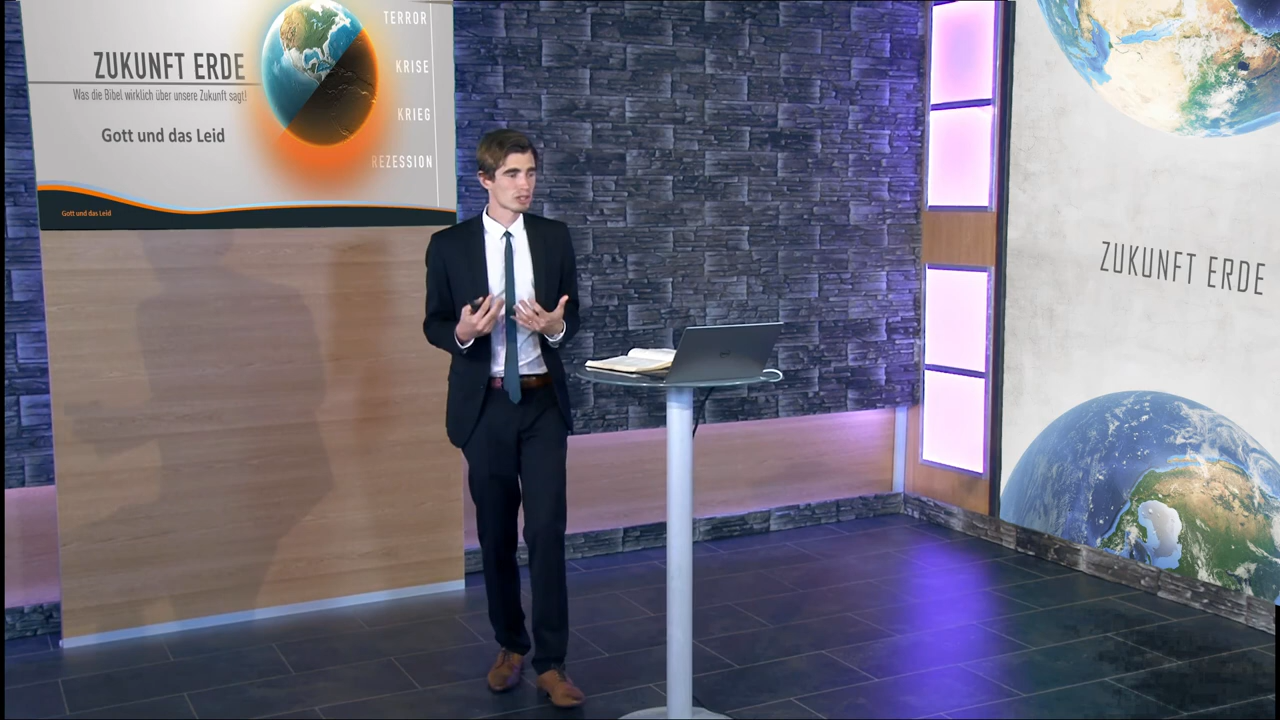 ZUKUNFT ERDE
Was die Bibel wirklich über unsere Zukunft sagt!
Gott und das Leid
TERROR
KRISE
KRIEG
REZESSION
Gott und das Leid
ZUKUNFT ERDE
DELL